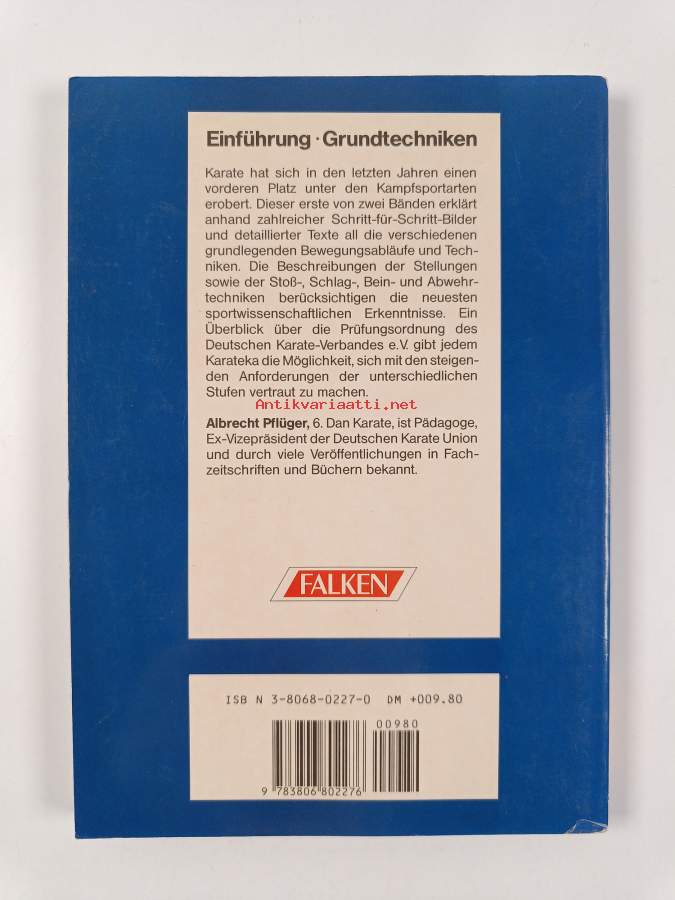 Einführung · Grundtechniken
Karate hat sich in den letzten Jahren einen
vorderen Platz unter den Kampfsportarten
erobert. Dieser erste von zwei Bänden erklärt
anhand zahlreicher Schritt-für-Schritt-Bilder
und detaillierter Texte all die verschiedenen
grundlegenden Bewegungsabläufe und Tech-
niken. Die Beschreibungen der Stellungen
sowie der Stoß-, Schlag-, Bein- und Abwehr-
techniken berücksichtigen die neuesten
sportwissenschaftlichen Erkenntnisse. Ein
Überblick über die Prüfungsordnung des
Deutschen Karate-Verbandes e.V. gibt jedem
Karateka die Möglichkeit, sich mit den steigen-
den Anforderungen der unterschiedlichen
Stufen vertraut zu machen.
Antikvariaatti.net
Albrecht Pflüger, 6. Dan Karate, ist Pädagoge,
Ex-Vizepräsident der Deutschen Karate Union
und durch viele Veröffentlichungen in Fach-
zeitschriften und Büchern bekannt.
FALKEN
ISB N 3-8068-0227-0 DM +009.80
00980
9 783806 802276